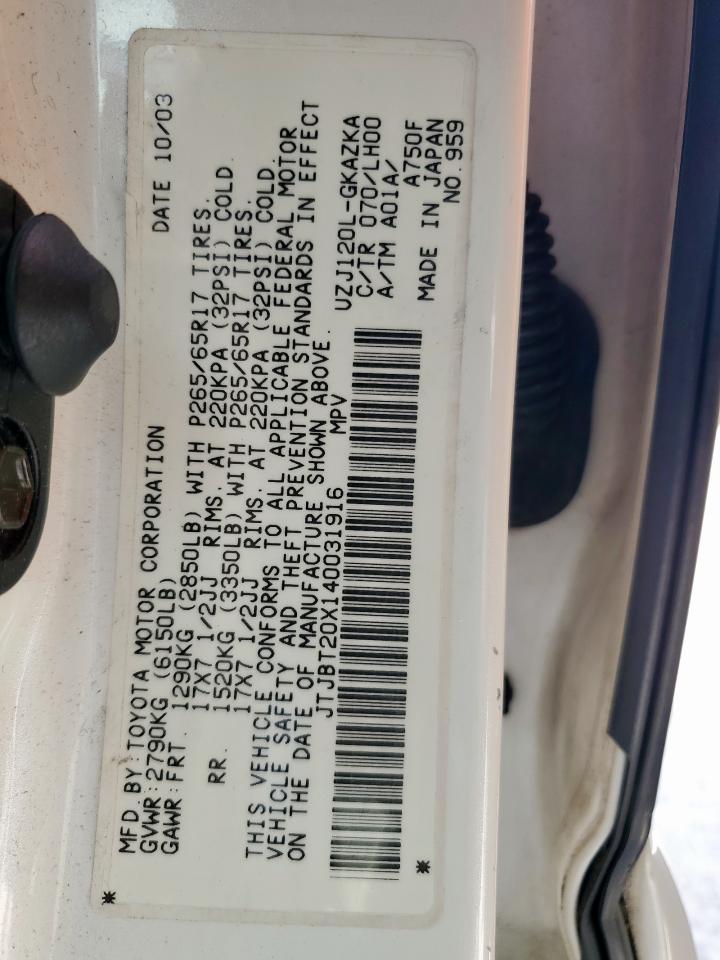 MFD.BY:TOYOTA MOTOR CORPORATION DATE 10/03
GVWR:2790KG (6150LB)
GAWR:FRT. 1290KG (2850LB) WITH P265/65R17 TIRES.
17X7 1/2JJ RIMS. AT 220KPA (32PSI) COLD.
RR. 1520KG (3350LB) WITH P265/65R17 TIRES.
17X7 1/2JJ RIMS. AT 220KPA (32PSI) COLD.
THIS VEHICLE CONFORMS TO ALL APPLICABLE FEDERAL MOTOR
VEHICLE SAFETY AND THEFT PREVENTION STANDARDS IN EFFECT
ON THE DATE OF MANUFACTURE SHOWN ABOVE.
JTJBT20X140031916 MPV
UZJ120L-GKAZKA
C/TR 070/LH00
A/TM A01A/
A750F
MADE IN JAPAN
NO.959